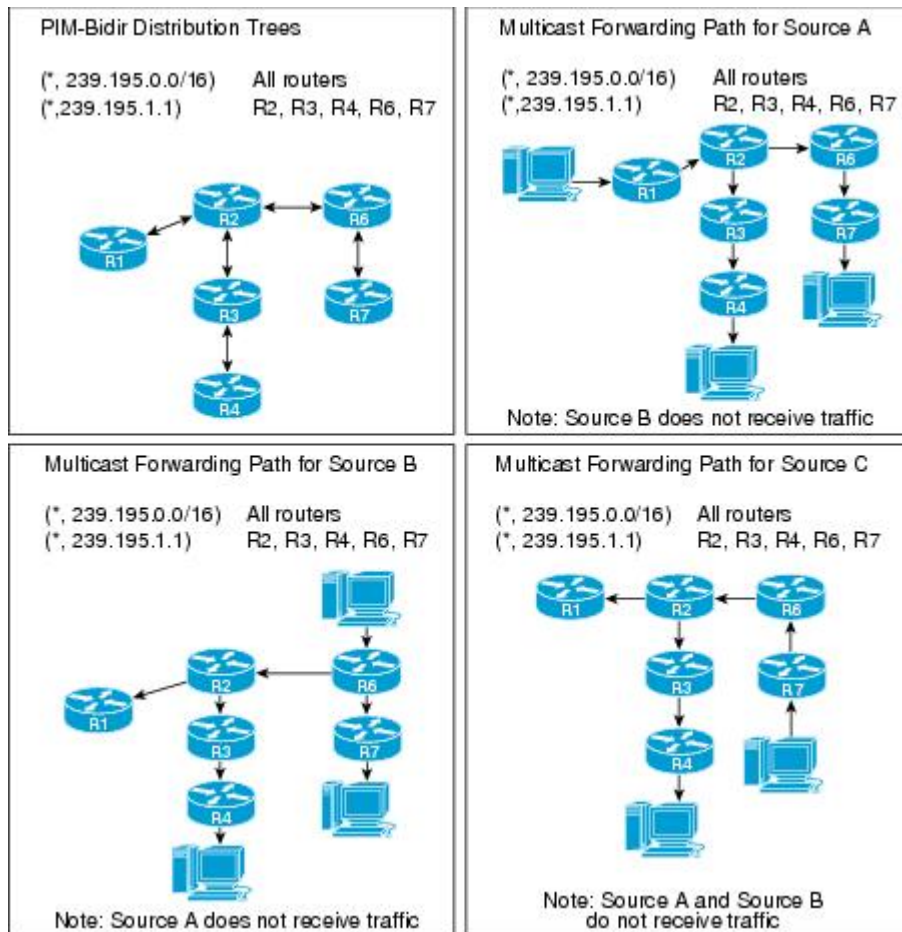 PIM-Bidir Distribution Trees
(*, 239.195.0.0/16) All routers
(*,239.195.1.1) R2, R3, R4, R6, R7
R2
R6
R1
R3
R7
R4
Multicast Forwarding Path for Source A
(*, 239.195.0.0/16) All routers
(*,239.195.1.1) R2, R3, R4, R6, R7
R2
R6
R1
R3
R7
R4
Note: Source B does not receive traffic
Multicast Forwarding Path for Source B
(*, 239.195.0.0/16) All routers
(*, 239.195.1.1) R2, R3, R4, R6, R7
R2
R6
R1
R3
R7
R4
Note: Source A does not receive traffic
Multicast Forwarding Path for Source C
(*, 239.195.0.0/16) All routers
(*, 239.195.1.1) R2, R3, R4, R6, R7
R1
R2
R6
R3
R7
R4
Note: Source A and Source B
do not receive traffic